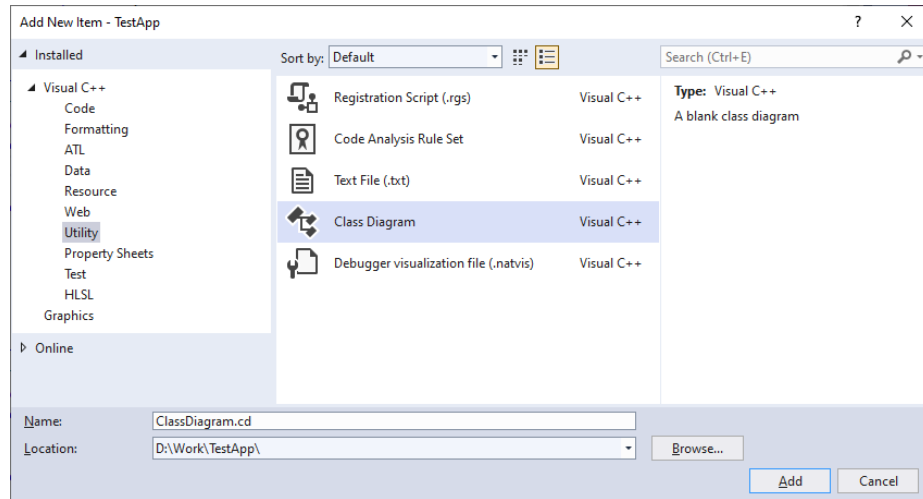 Add New Item - TestApp
? ×
Installed
Sort by: Default
Search (Ctrl+E)
Visual C++
Code
Formatting
ATL
Data
Resource
Web
Utility
Property Sheets
Test
HLSL
Graphics
Online
Registration Script (.rgs) Visual C++
Code Analysis Rule Set Visual C++
Text File (.txt) Visual C++
Class Diagram Visual C++
Debugger visualization file (.natvis) Visual C++
Type: Visual C++
A blank class diagram
Name: ClassDiagram.cd
Location: D:\Work\TestApp\ Browse...
Add Cancel